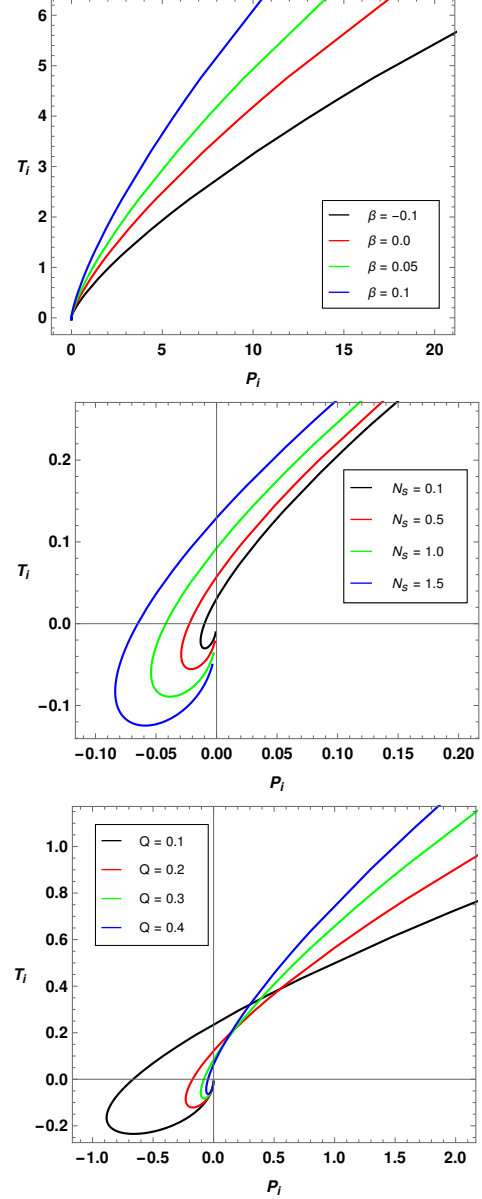 6
5
4
3
2
1
0
T_i
β = −0.1
β = 0.0
β = 0.05
β = 0.1
0 5 10 15 20
P_i
0.2
0.1
0.0
−0.1
T_i
N_s = 0.1
N_s = 0.5
N_s = 1.0
N_s = 1.5
−0.10 −0.05 0.00 0.05 0.10 0.15 0.20
P_i
1.0
0.8
0.6
0.4
0.2
0.0
−0.2
T_i
Q = 0.1
Q = 0.2
Q = 0.3
Q = 0.4
−1.0 −0.5 0.0 0.5 1.0 1.5 2.0
P_i